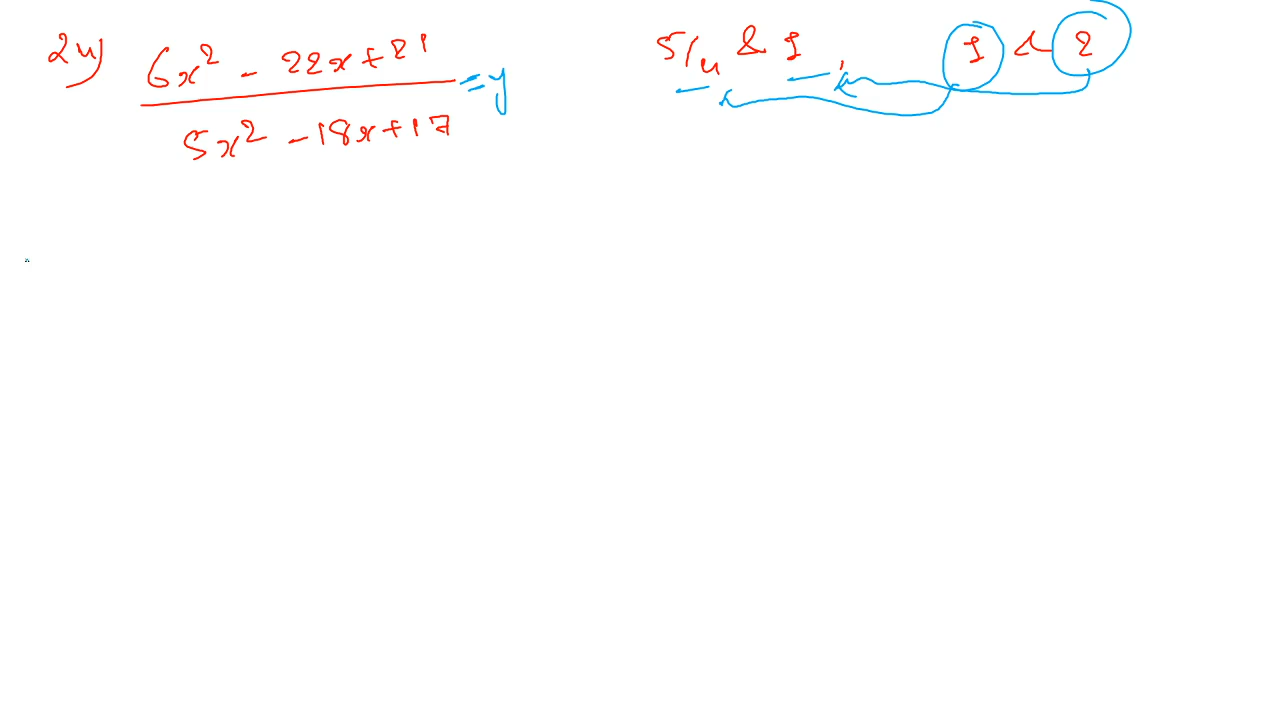 24) 6x² - 22x + 21 = y
5x² - 18x + 17
5/4 & 1, 1 < 2